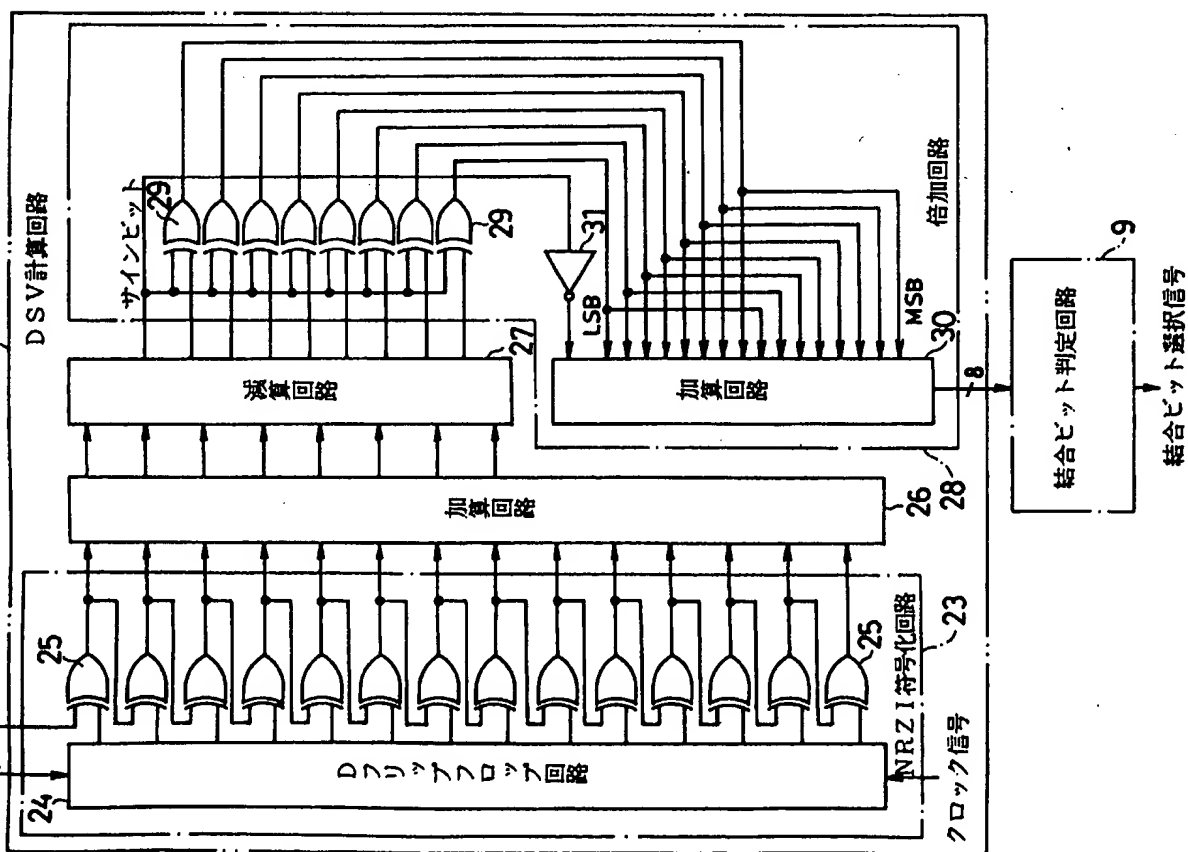 DSV計算回路
サインビット
29
29
31
倍加回路
LSB
MSB
27
減算回路
加算回路
30
8
28
加算回路
26
25
25
NRZI符号化回路
23
24
Dフリップフロップ回路
クロック信号
9
結合ビット判定回路
結合ビット選択信号